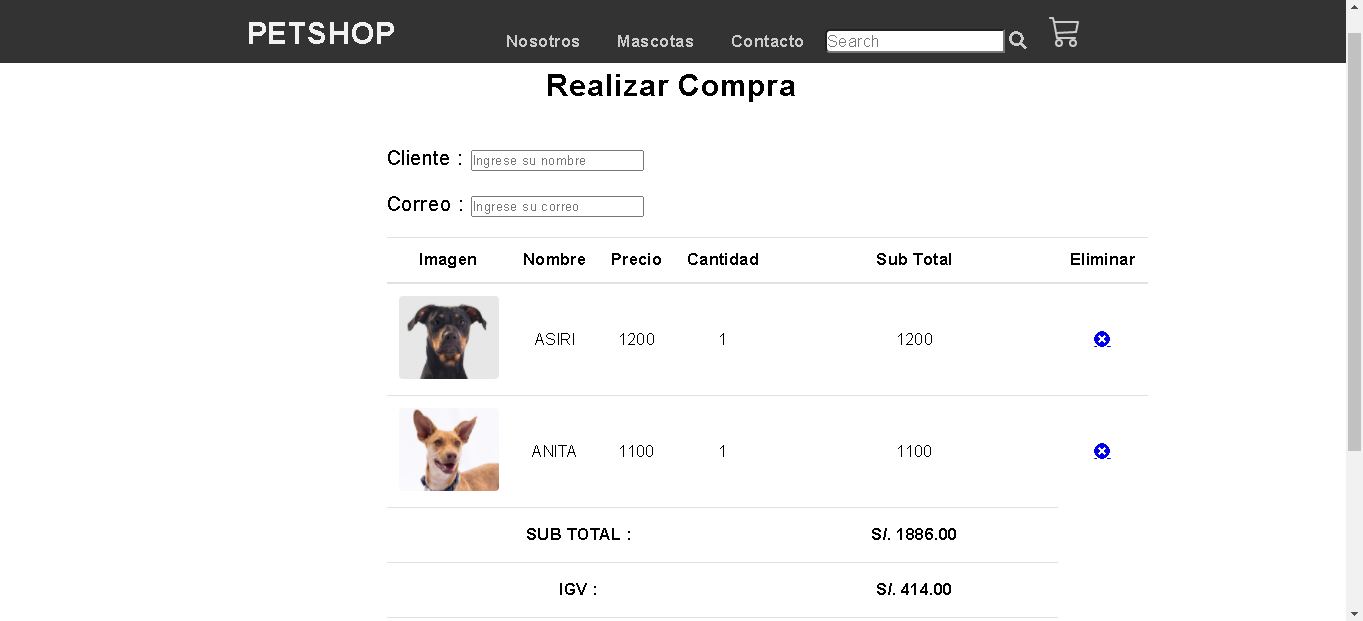 PETSHOP Nosotros Mascotas Contacto Search
Realizar Compra
Cliente : Ingrese su nombre
Correo : Ingrese su correo
Imagen Nombre Precio Cantidad Sub Total Eliminar
ASIRI 1200 1 1200
ANITA 1100 1 1100
SUB TOTAL : S/. 1886.00
IGV : S/. 414.00